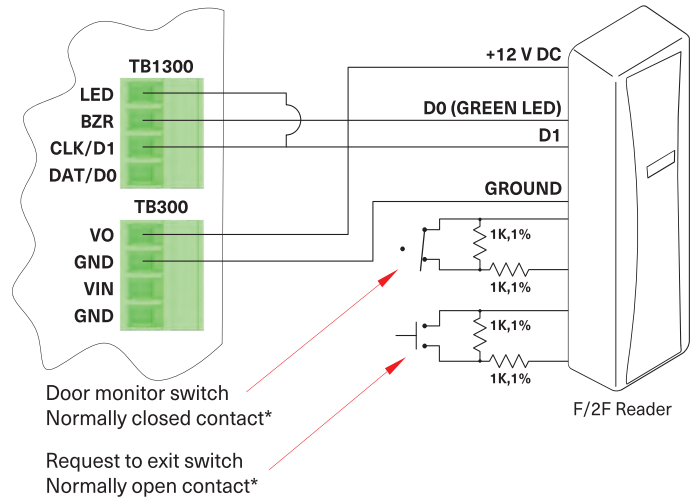 TB1300
LED
BZR
CLK/D1
DAT/D0
TB300
VO
GND
VIN
GND
+12 V DC
D0 (GREEN LED)
D1
GROUND
1K,1%
1K,1%
1K,1%
1K,1%
F/2F Reader
Door monitor switch
Normally closed contact*
Request to exit switch
Normally open contact*